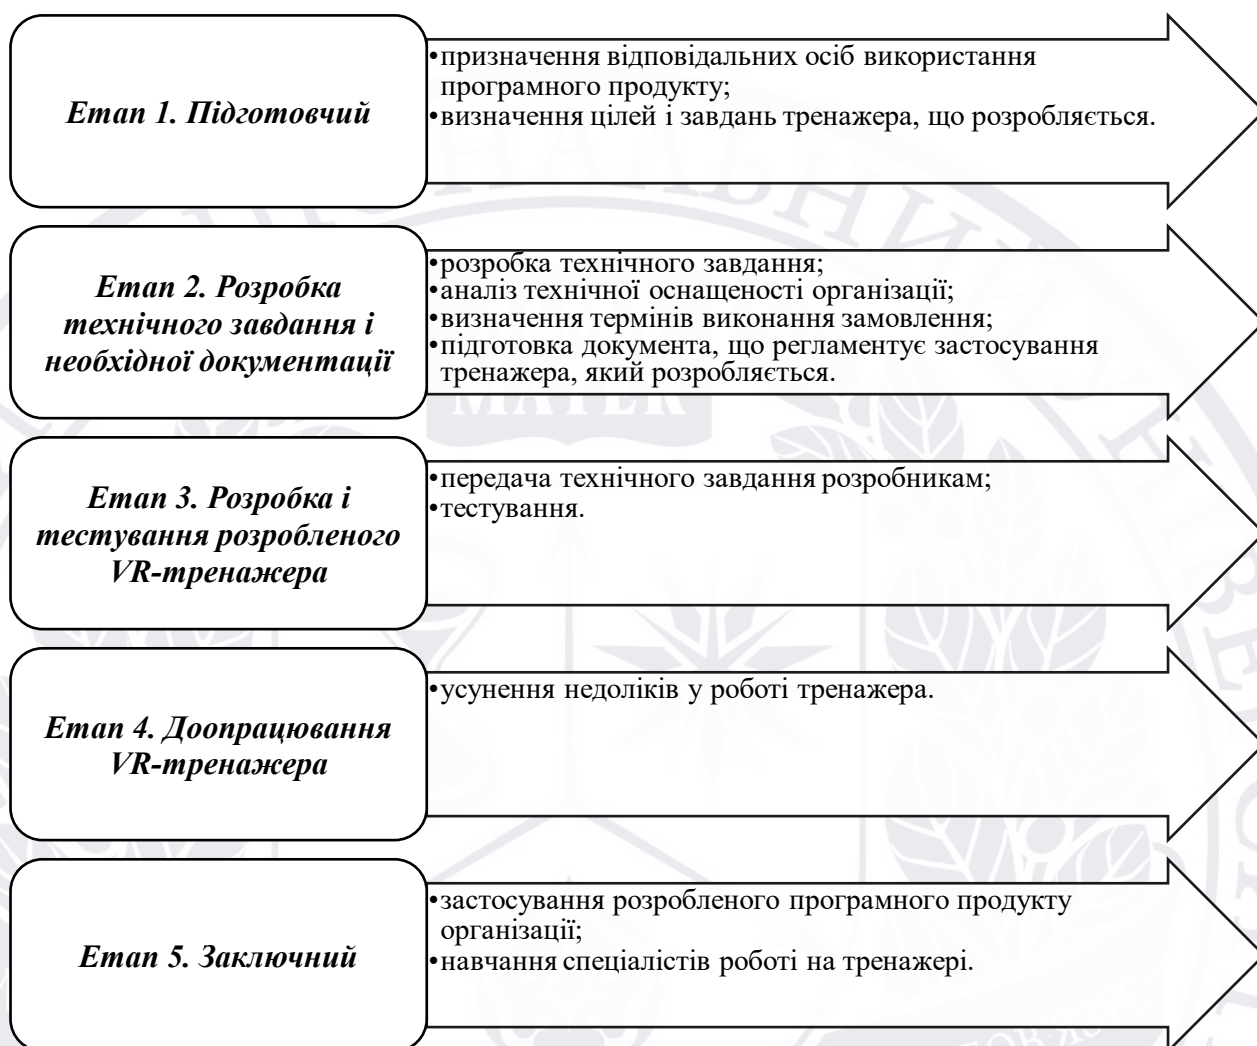 Етап 1. Підготовчий
•призначення відповідальних осіб використання
програмного продукту;
•визначення цілей і завдань тренажера, що розробляється.
Етап 2. Розробка
технічного завдання і
необхідної документації
•розробка технічного завдання;
•аналіз технічної оснащеності організації;
•визначення термінів виконання замовлення;
•підготовка документа, що регламентує застосування
тренажера, який розробляється.
Етап 3. Розробка і
тестування розробленого
VR-тренажера
•передача технічного завдання розробникам;
•тестування.
Етап 4. Доопрацювання
VR-тренажера
•усунення недоліків у роботі тренажера.
Етап 5. Заключний
•застосування розробленого програмного продукту
організації;
•навчання спеціалістів роботі на тренажері.
MATER